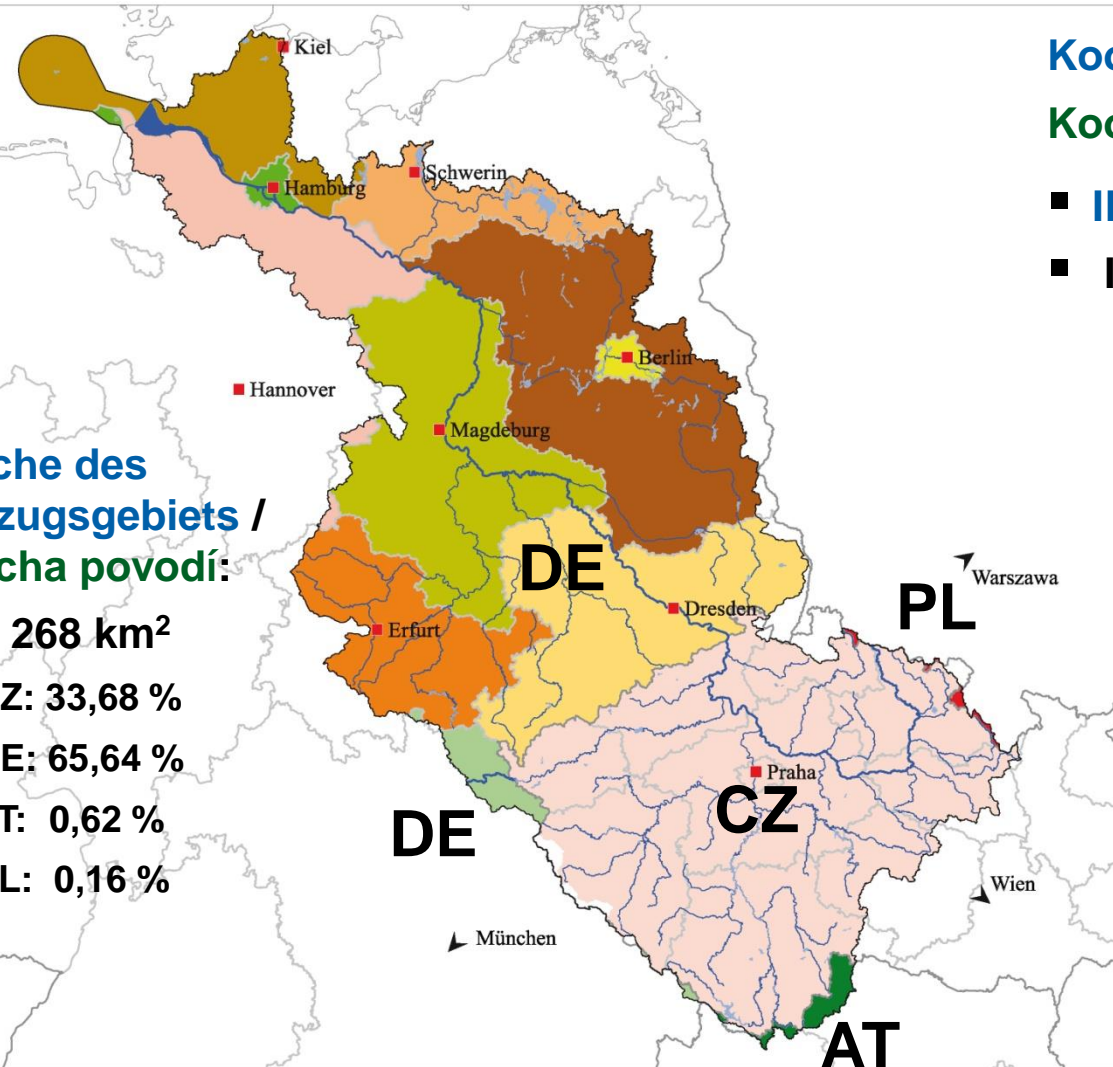 Kiel
Schwerin
Hamburg
Berlin
Hannover
Magdeburg
che des
zugsgebiets /
cha povodí:
268 km²
Z: 33,68 %
E: 65,64 %
T: 0,62 %
L: 0,16 %
DE
Warszawa
PL
Dresden
Erfurt
Praha
CZ
DE
Wien
München
AT
Koo
Koo